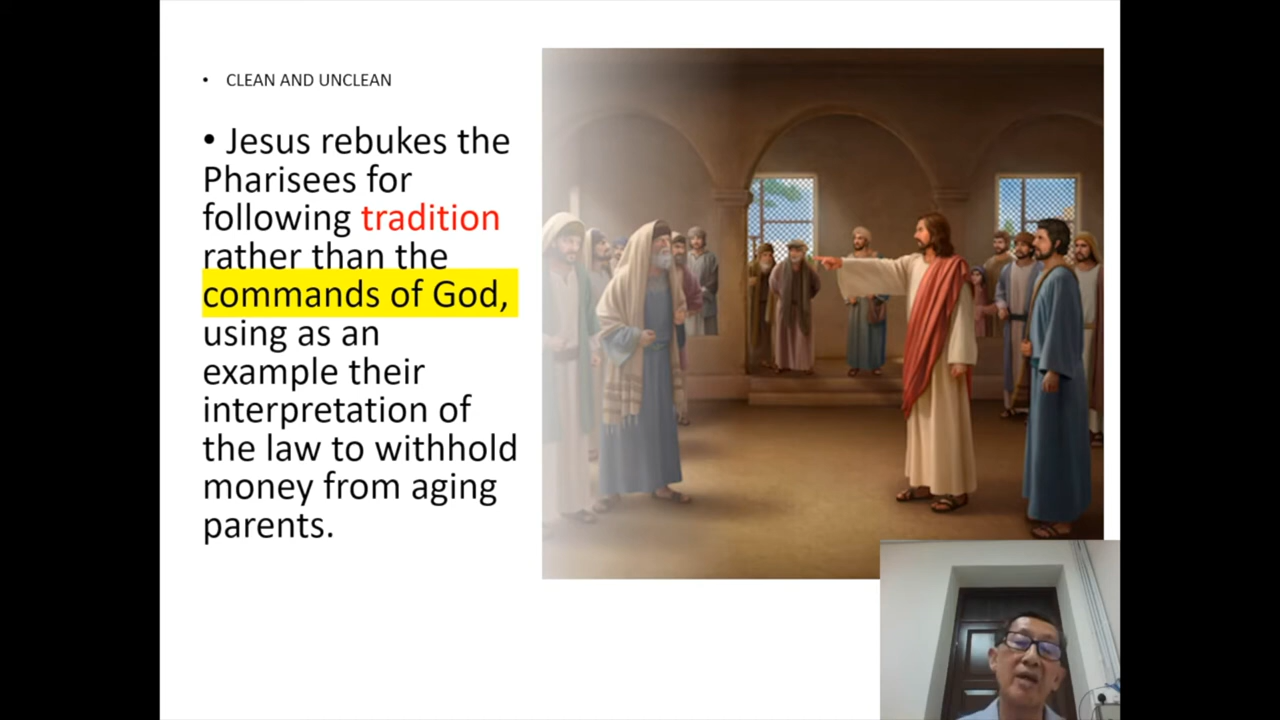 • CLEAN AND UNCLEAN
• Jesus rebukes the
Pharisees for
following tradition
rather than the
commands of God,
using as an
example their
interpretation of
the law to withhold
money from aging
parents.